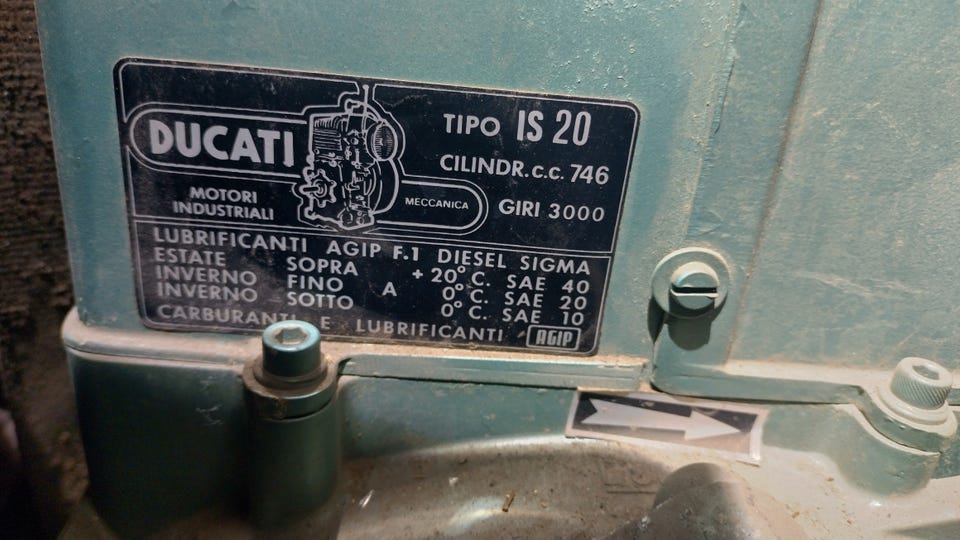 DUCATI
MOTORI
INDUSTRIALI
MECCANICA
TIPO IS 20
CILINDR.c.c. 746
GIRI 3000
LUBRIFICANTI AGIP F.1 DIESEL SIGMA
ESTATE SOPRA +20° C. SAE 40
INVERNO FINO A 0° C. SAE 20
INVERNO SOTTO 0° C. SAE 10
CARBURANTI E LUBRIFICANTI AGIP